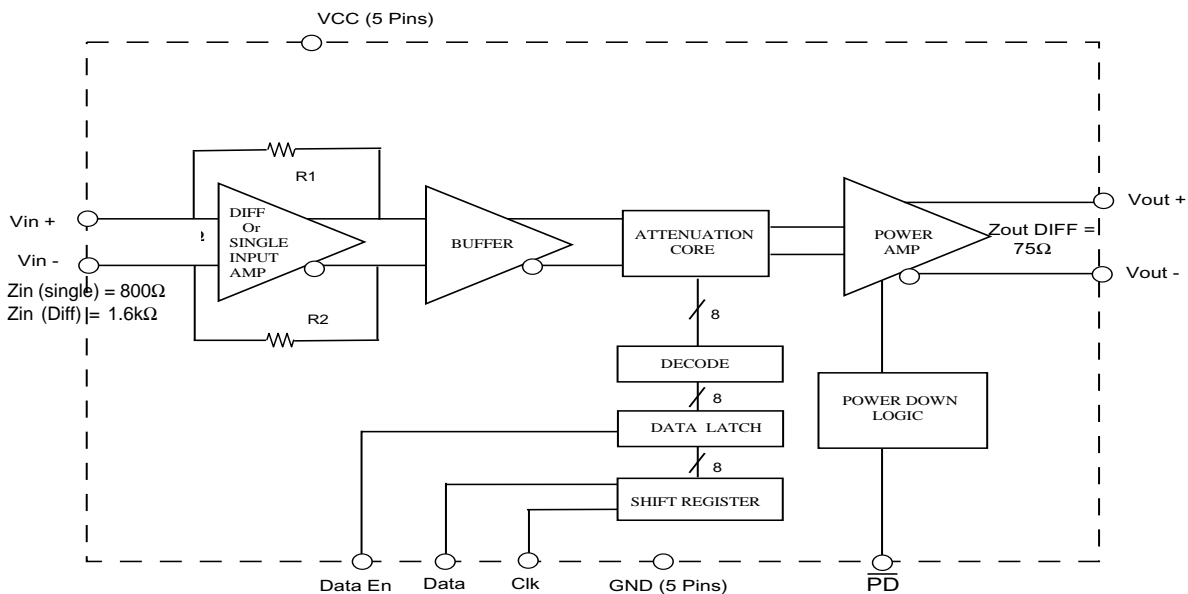 VCC (5 Pins)
R1
Vin +
DIFF
Or
SINGLE
INPUT
AMP
BUFFER
ATTENUATION
CORE
POWER
AMP
Vout +
Zout DIFF =
75Ω
Vin -
Vout -
Zin (single) = 800Ω
Zin (Diff) = 1.6kΩ
R2
8
DECODE
8
DATA LATCH
8
SHIFT REGISTER
POWER DOWN
LOGIC
Data En
Data
Clk
GND (5 Pins)
PD